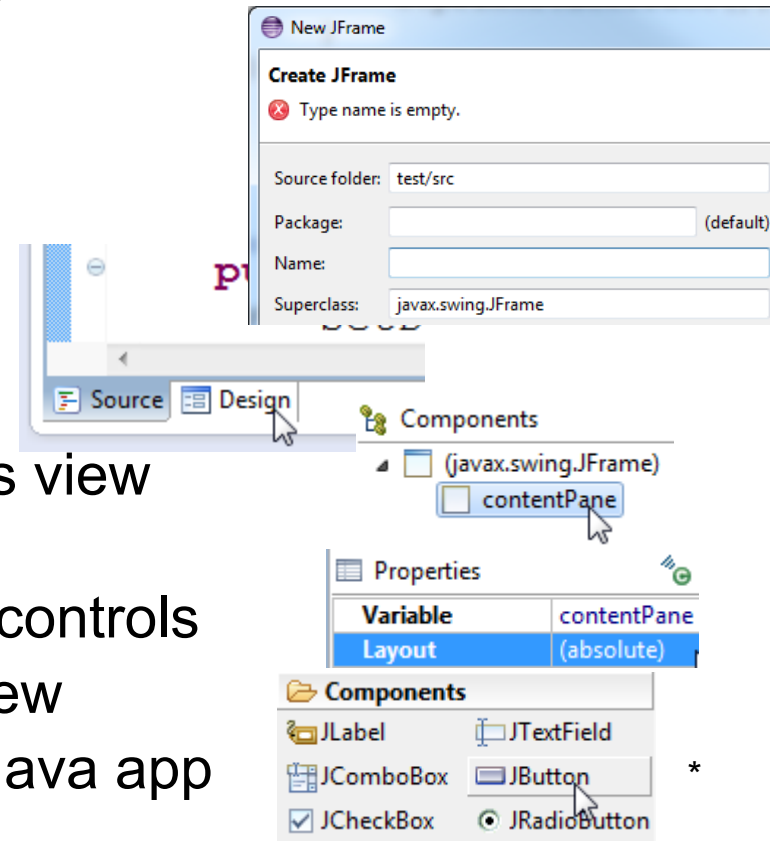 New JFrame
Create JFrame
Type name is empty.
Source folder: test/src
Package: (default)
Name:
Superclass: javax.swing.JFrame
pu
Source Design
Components
(javax.swing.JFrame)
contentPane
s view
Properties
Variable contentPane
Layout (absolute)
controls
ew
ava app
Components
JLabel JTextField
JComboBox JButton *
JCheckBox JRadioButton